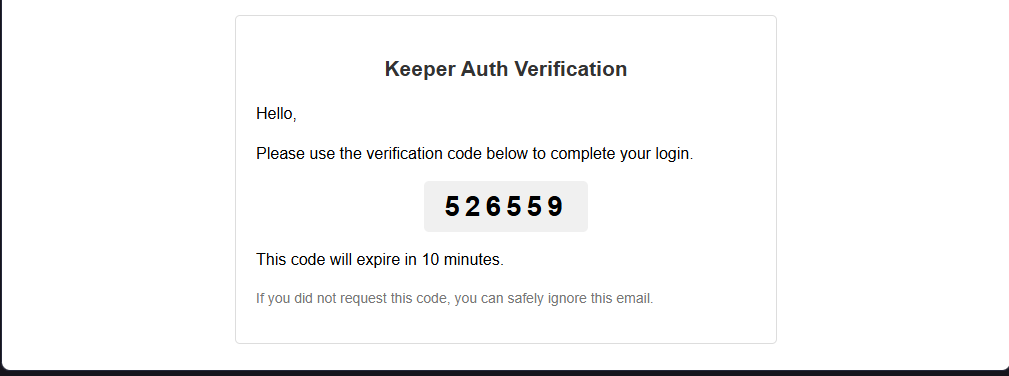 Keeper Auth Verification
Hello,
Please use the verification code below to complete your login.
526559
This code will expire in 10 minutes.
If you did not request this code, you can safely ignore this email.